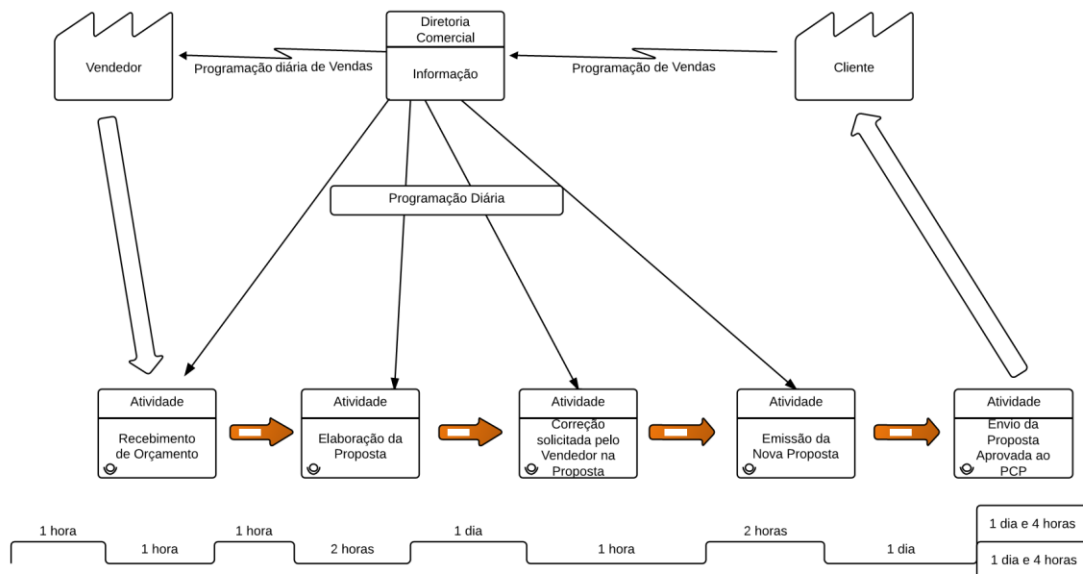 Diretoria
Comercial
Informação
Vendedor
Programação diária de Vendas
Programação de Vendas
Cliente
Programação Diária
Atividade
Recebimento
de Orçamento
Atividade
Elaboração da
Proposta
Atividade
Correção
solicitada pelo
Vendedor na
Proposta
Atividade
Emissão da
Nova Proposta
Atividade
Envio da
Proposta
Aprovada ao
PCP
1 hora
1 hora
1 hora
2 horas
1 dia
1 hora
2 horas
1 dia
1 dia e 4 horas
1 dia e 4 horas